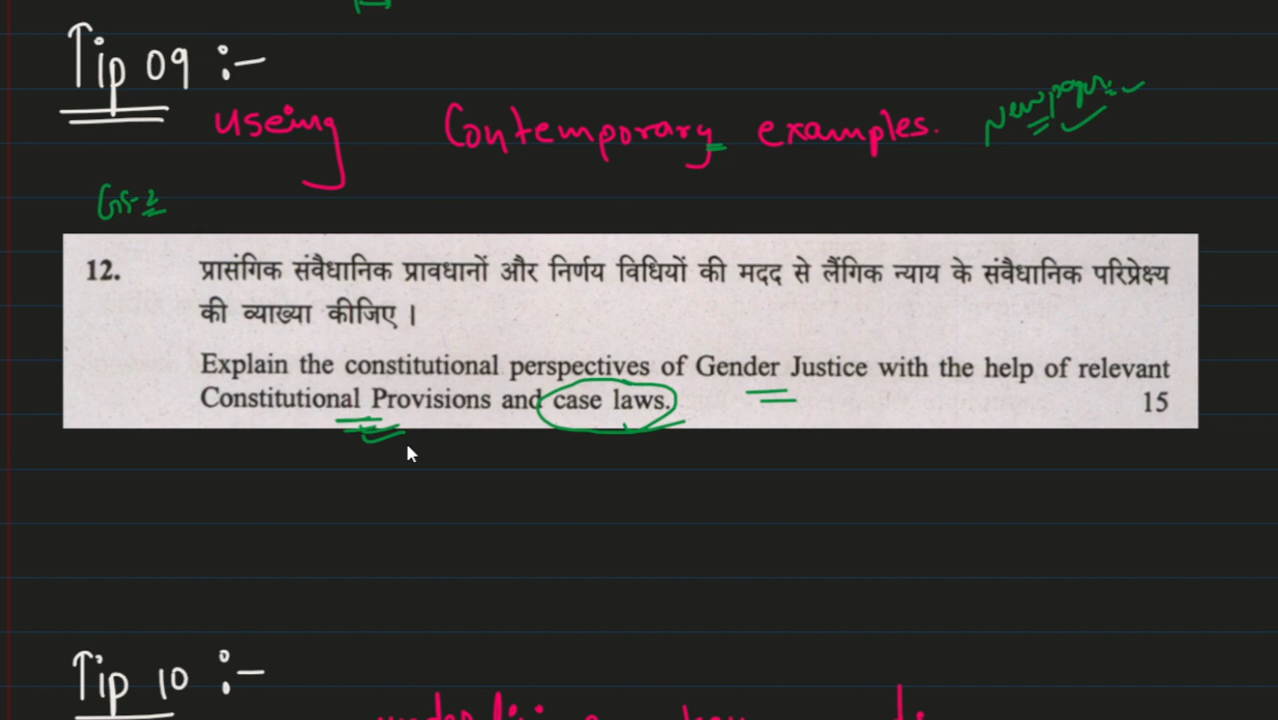 Tip 09 :-
useing Contemporary examples. Newpaper
GS-2
12. प्रासंगिक संवैधानिक प्रावधानों और निर्णय विधियों की मदद से लैंगिक न्याय के संवैधानिक परिप्रेक्ष्य
की व्याख्या कीजिए ।
Explain the constitutional perspectives of Gender Justice with the help of relevant
Constitutional Provisions and case laws. 15
Tip 10 :-